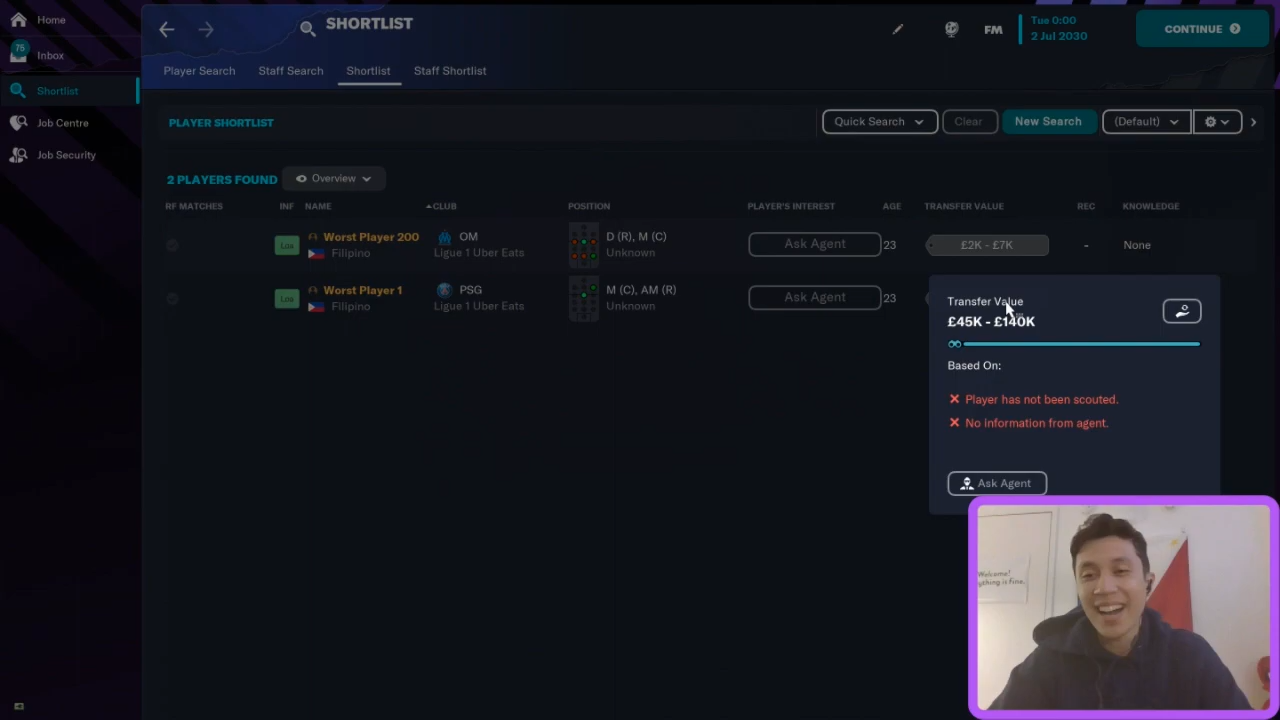 Home
75
Inbox
Shortlist
Job Centre
Job Security
SHORTLIST
FM
Tue 0:00
2 Jul 2030
CONTINUE
Player Search
Staff Search
Shortlist
Staff Shortlist
PLAYER SHORTLIST
Quick Search
Clear
New Search
(Default)
2 PLAYERS FOUND
Overview
RF MATCHES
INF
NAME
CLUB
POSITION
PLAYER'S INTEREST
AGE
TRANSFER VALUE
REC
KNOWLEDGE
Loa
Worst Player 200
Filipino
OM
Ligue 1 Uber Eats
D (R), M (C)
Unknown
Ask Agent
23
£2K - £7K
-
None
Loa
Worst Player 1
Filipino
PSG
Ligue 1 Uber Eats
M (C), AM (R)
Unknown
Ask Agent
23
Transfer Value
£45K - £140K
Based On:
Player has not been scouted.
No information from agent.
Ask Agent
Welcome!
ything is Fine.